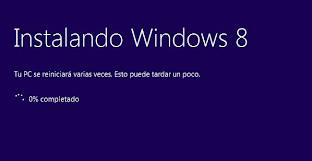 Instalando Windows 8
Tu PC se reiniciará varias veces. Esto puede tardar un poco.
0% completado